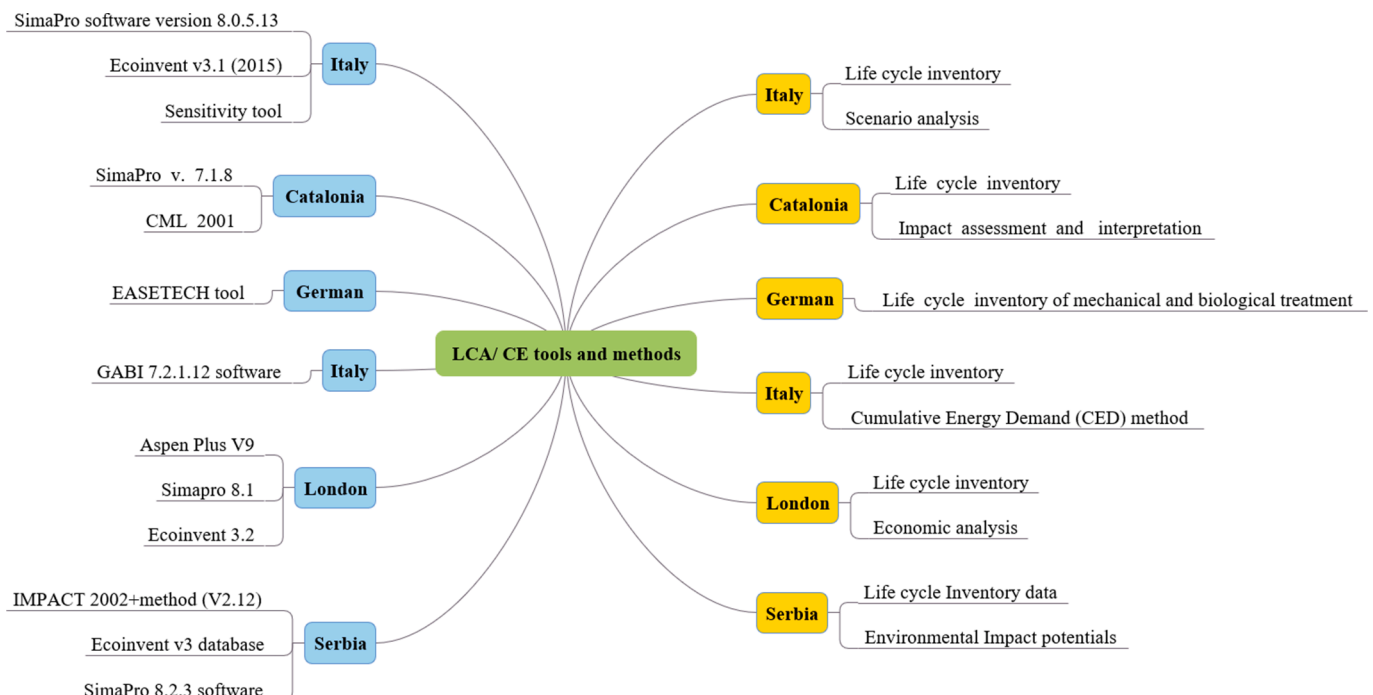 SimaPro software version 8.0.5.13
Ecoinvent v3.1 (2015)
Sensitivity tool
Italy
SimaPro v. 7.1.8
CML 2001
Catalonia
EASETECH tool
German
GABI 7.2.1.12 software
Italy
Aspen Plus V9
Simapro 8.1
Ecoinvent 3.2
London
IMPACT 2002+method (V2.12)
Ecoinvent v3 database
SimaPro 8.2.3 software
Serbia
LCA/ CE tools and methods
Italy
Life cycle inventory
Scenario analysis
Catalonia
Life cycle inventory
Impact assessment and interpretation
German
Life cycle inventory of mechanical and biological treatment
Italy
Life cycle inventory
Cumulative Energy Demand (CED) method
London
Life cycle inventory
Economic analysis
Serbia
Life cycle Inventory data
Environmental Impact potentials